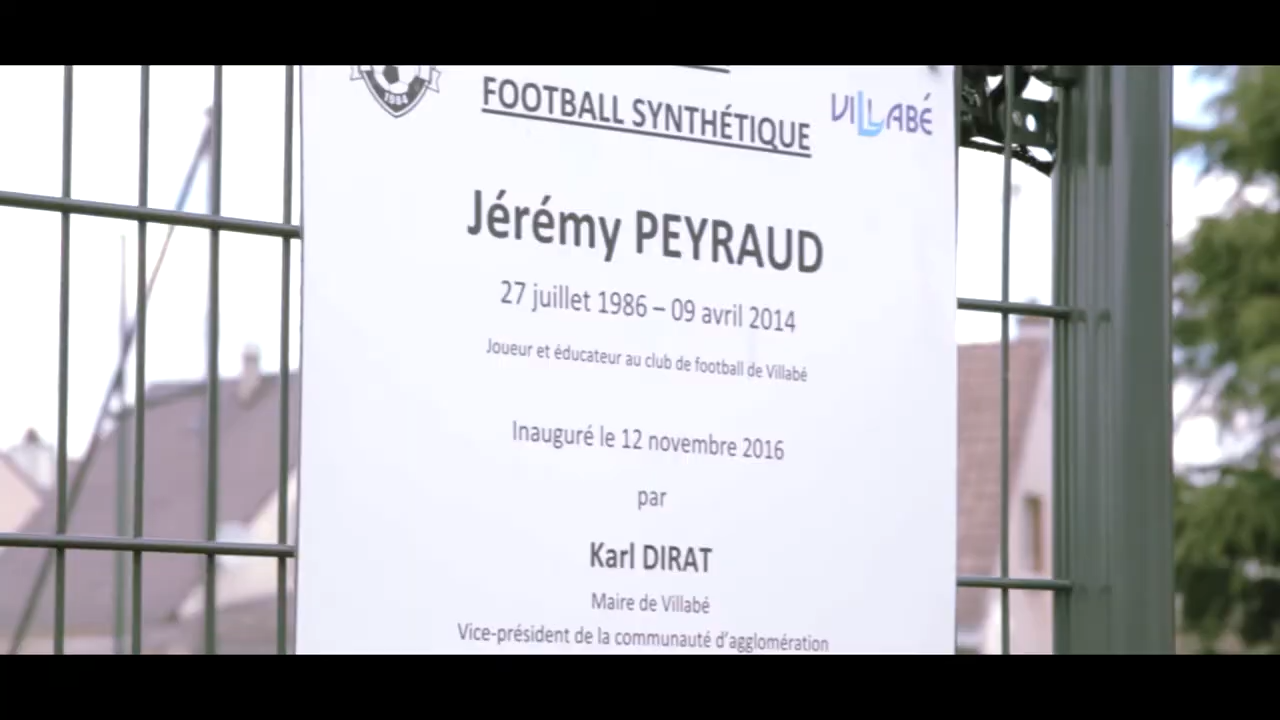 1984
FOOTBALL SYNTHÉTIQUE
VILLABÉ
Jérémy PEYRAUD
27 juillet 1986 – 09 avril 2014
Joueur et éducateur au club de football de Villabé
Inauguré le 12 novembre 2016
par
Karl DIRAT
Maire de Villabé
Vice-président de la communauté d'agglomération